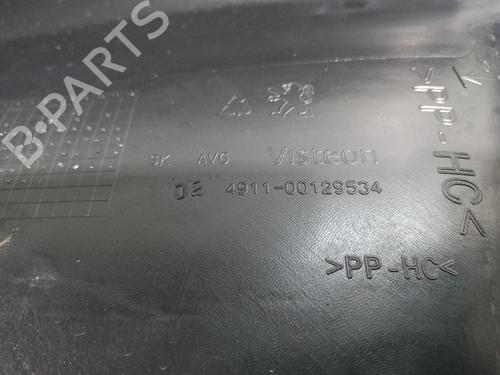 B-PARTS
SK AVO Visteon
02 4911-00129534
>PP-HC<
>PP-HC<